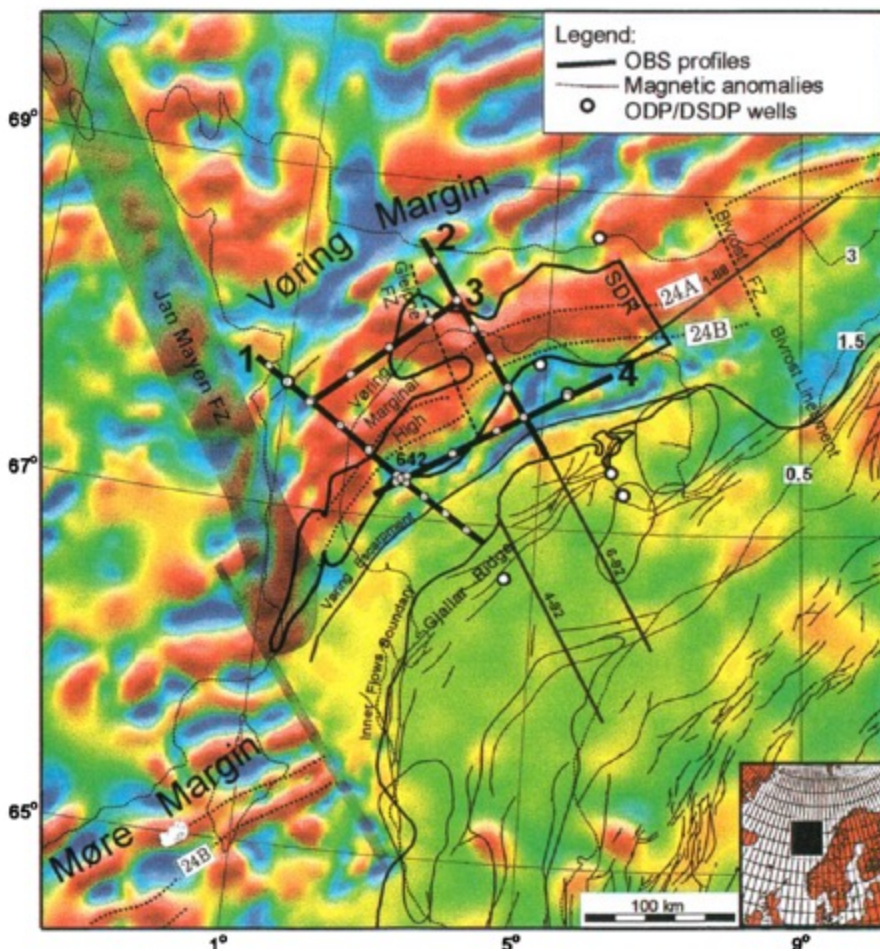 Legend:
OBS profiles
Magnetic anomalies
ODP/DSDP wells
69°
Vøring Margin
2
Bivrost FZ
3
SDR
24A
1-88
3
Jan Mayen FZ
24B
1.5
1
4
Vøring
Marginal
High
Bivrost Lineament
67°
642
0.5
Vøring Escarpment
Gjallar Ridge
6-92
4-92
Inner Flows Boundary
65°
Møre Margin
24B
100 km
1°
5°
9°